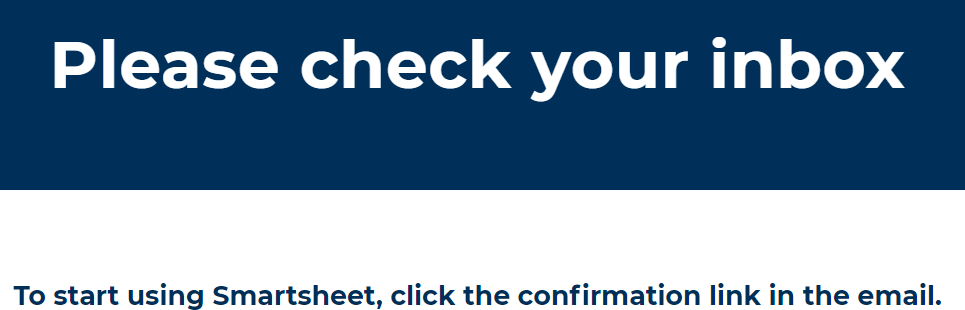 Please check your inbox
To start using Smartsheet, click the confirmation link in the email.